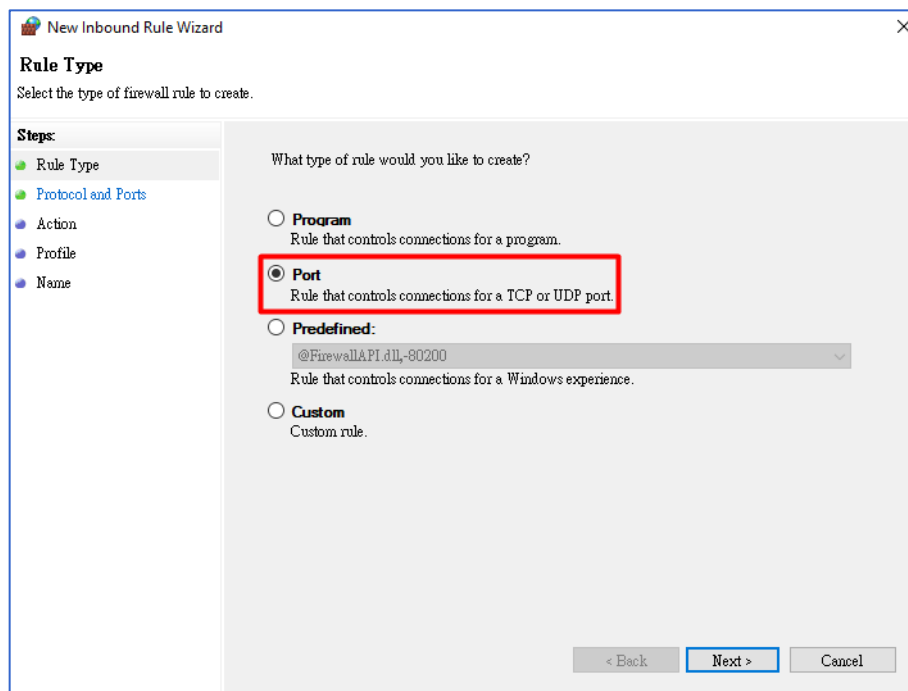 New Inbound Rule Wizard
Rule Type
Select the type of firewall rule to create.
Steps:
Rule Type
Protocol and Ports
Action
Profile
Name
What type of rule would you like to create?
Program
Rule that controls connections for a program.
Port
Rule that controls connections for a TCP or UDP port.
Predefined:
@FirewallAPI.dll,-80200
Rule that controls connections for a Windows experience.
Custom
Custom rule.
< Back
Next >
Cancel